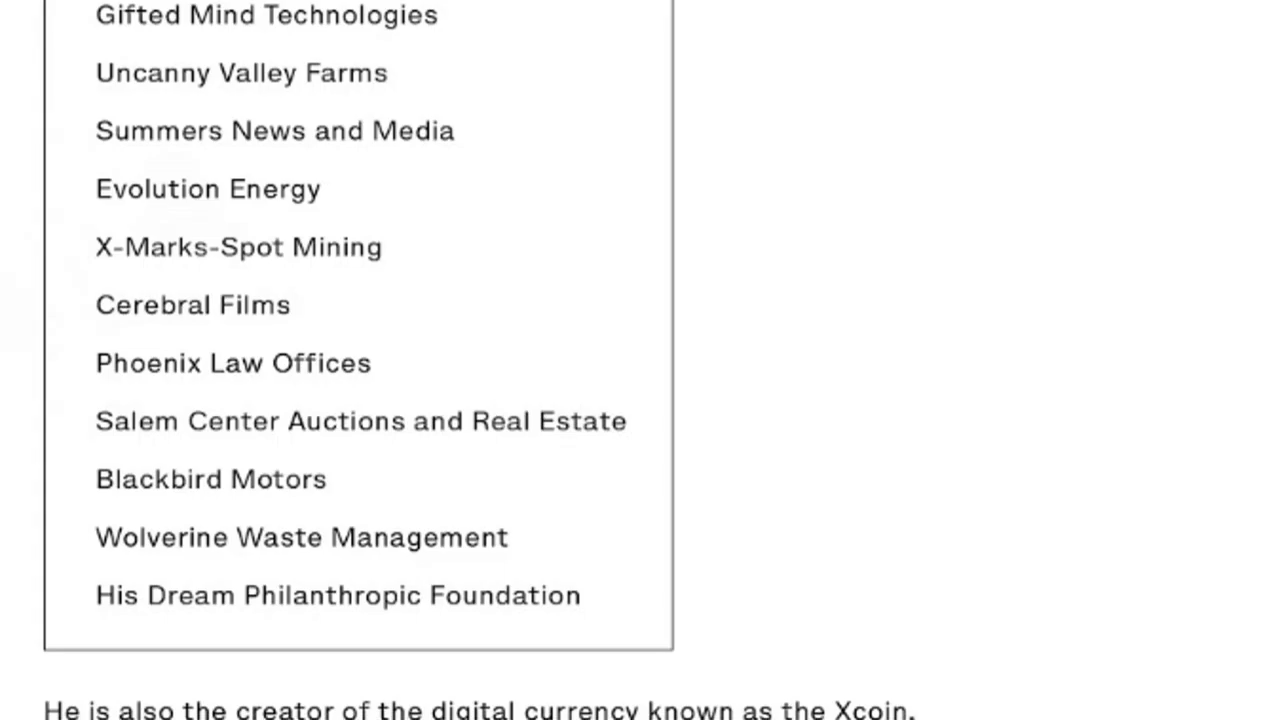 Gifted Mind Technologies
Uncanny Valley Farms
Summers News and Media
Evolution Energy
X-Marks-Spot Mining
Cerebral Films
Phoenix Law Offices
Salem Center Auctions and Real Estate
Blackbird Motors
Wolverine Waste Management
His Dream Philanthropic Foundation
He is also the creator of the digital currency known as the Xcoin.